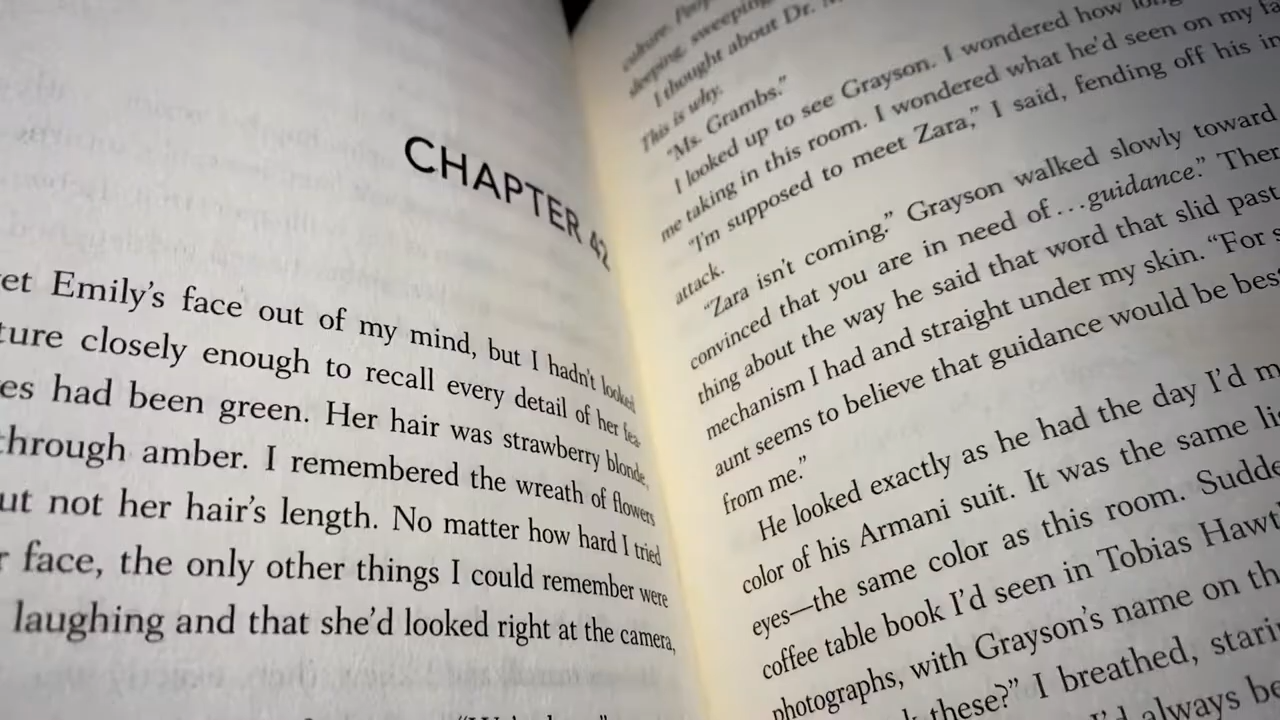 CHAPTER 42
et Emily's face out of my mind, but I hadn't looked
ture closely enough to recall every detail of her fea-
es had been green. Her hair was strawberry blonde,
through amber. I remembered the wreath of flowers
ut not her hair's length. No matter how hard I tried
r face, the only other things I could remember were
laughing and that she'd looked right at the camera,
culture. Peop
sleeping, sweeping
I thought about Dr. M
This is why.
"Ms. Grambs."
I looked up to see Grayson. I wondered how long
me taking in this room. I wondered what he'd seen on my fa
"I'm supposed to meet Zara," I said, fending off his in
attack.
"Zara isn't coming." Grayson walked slowly toward
convinced that you are in need of...guidance." Ther
thing about the way he said that word that slid past
mechanism I had and straight under my skin. "For s
aunt seems to believe that guidance would be best
from me."
He looked exactly as he had the day I'd m
color of his Armani suit. It was the same li
eyes—the same color as this room. Sudde
coffee table book I'd seen in Tobias Hawt
photographs, with Grayson's name on th
k these?" I breathed, starin
I'd always be